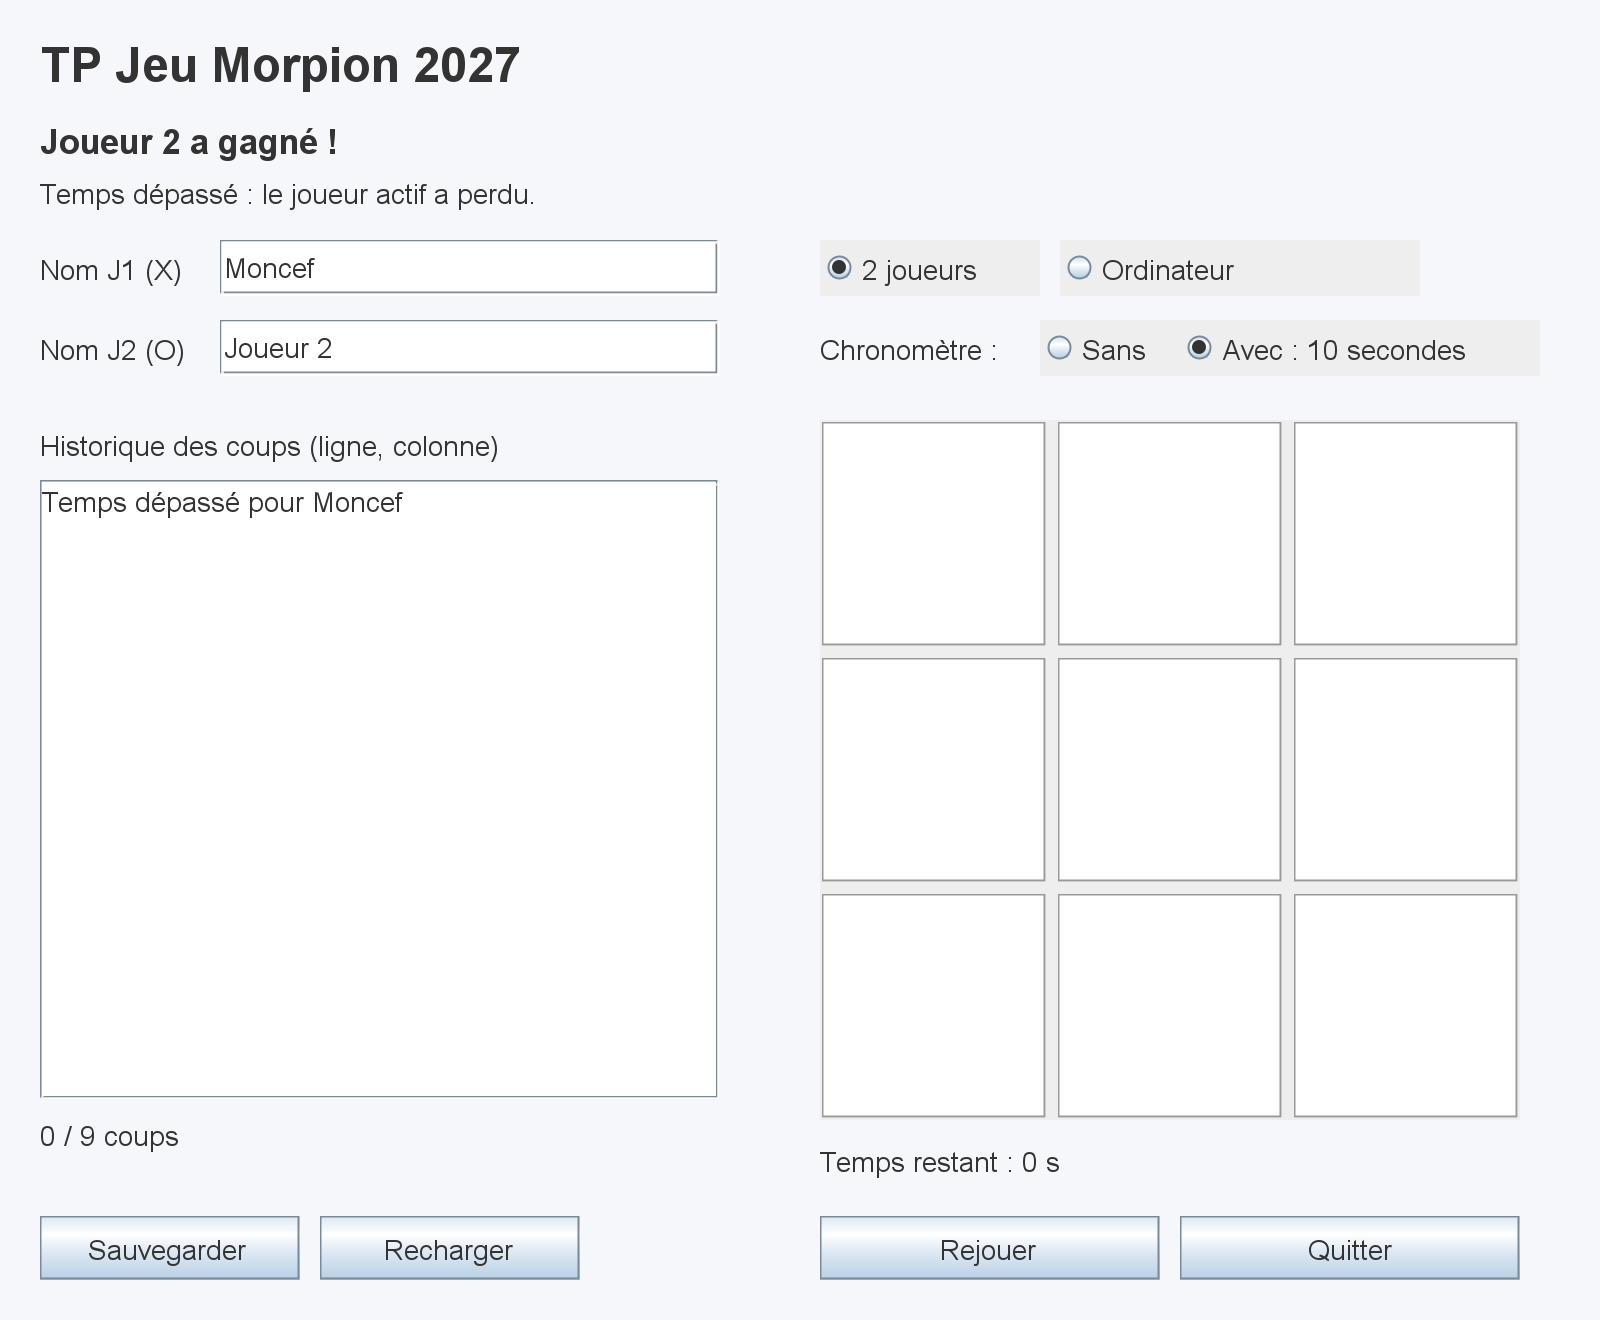 TP Jeu Morpion 2027
Joueur 2 a gagné !
Temps dépassé : le joueur actif a perdu.
Nom J1 (X) Moncef
2 joueurs Ordinateur
Nom J2 (O) Joueur 2
Chronomètre : Sans Avec : 10 secondes
Historique des coups (ligne, colonne)
Temps dépassé pour Moncef
0 / 9 coups
Temps restant : 0 s
Sauvegarder Recharger
Rejouer Quitter